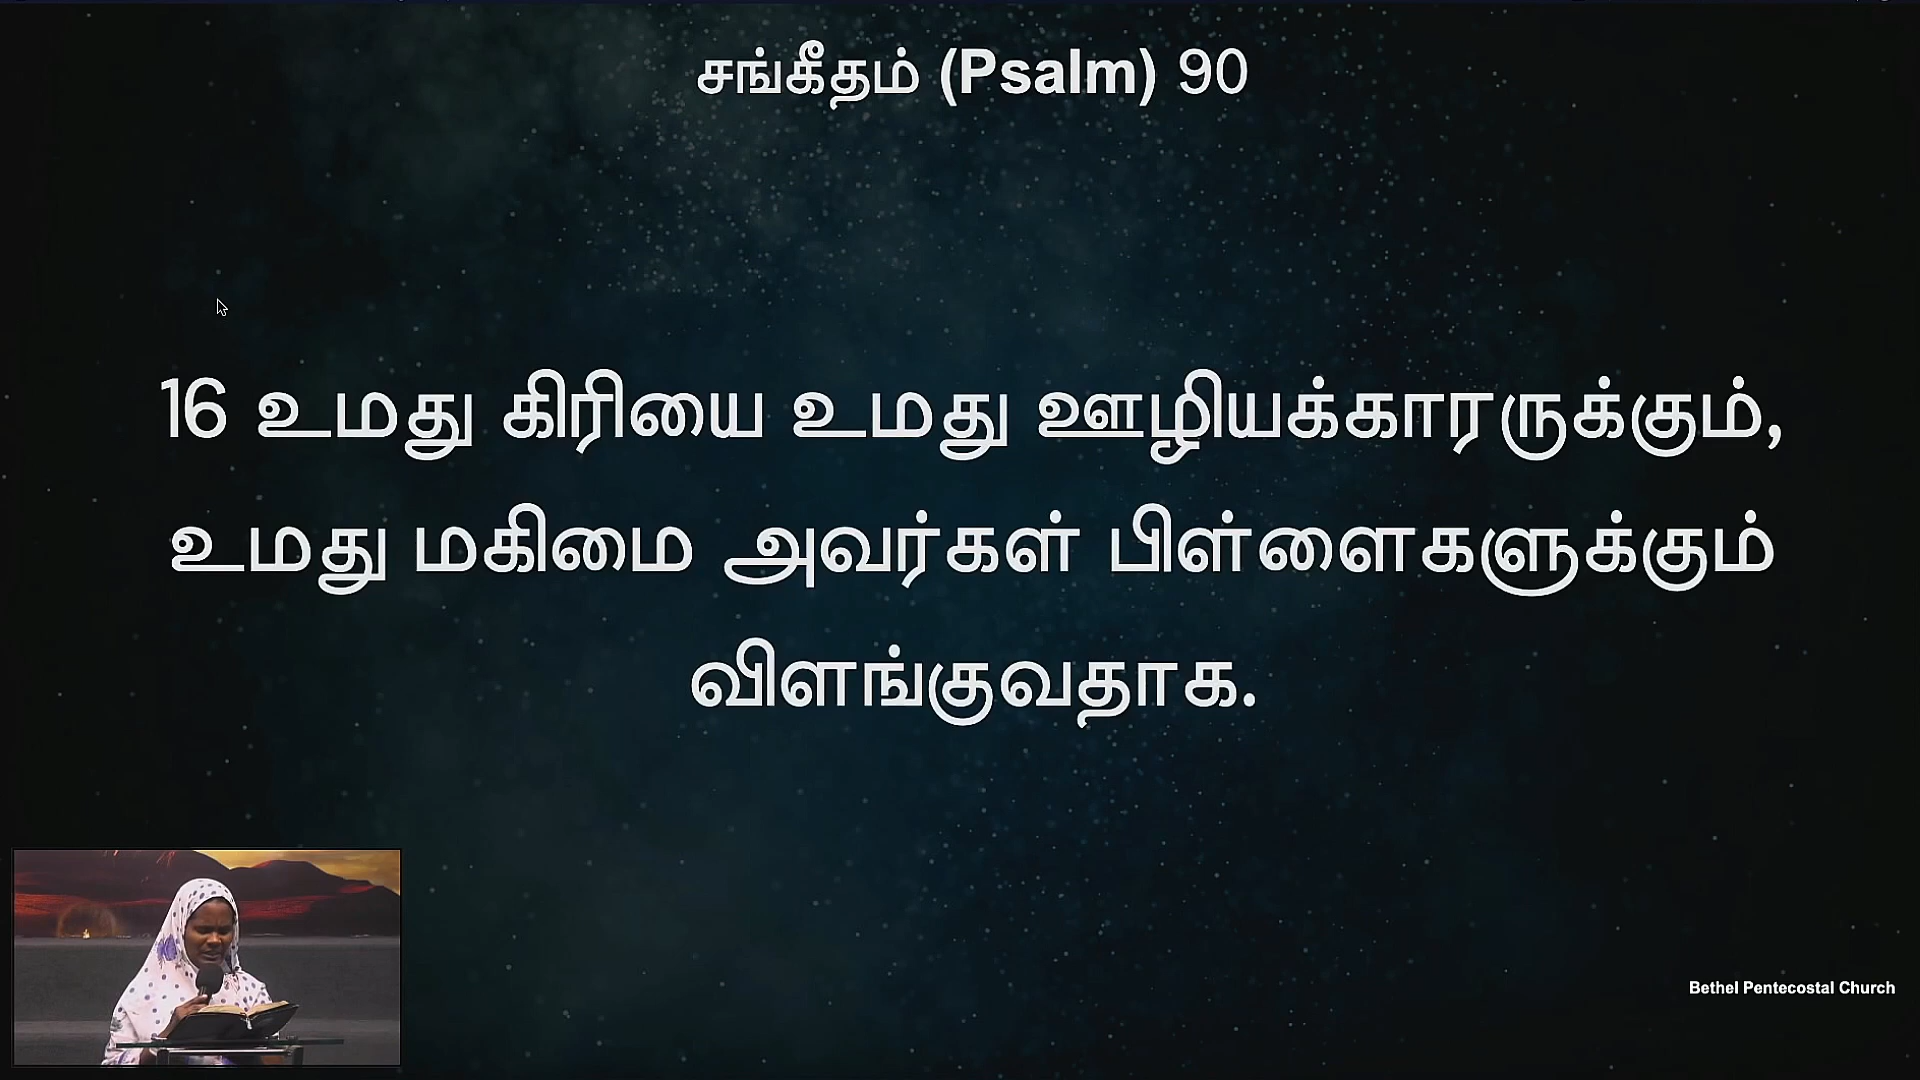 சங்கீதம் (Psalm) 90
16 உமது கிரியை உமது ஊழியக்காரருக்கும்,
உமது மகிமை அவர்கள் பிள்ளைகளுக்கும்
விளங்குவதாக.
Bethel Pentecostal Church